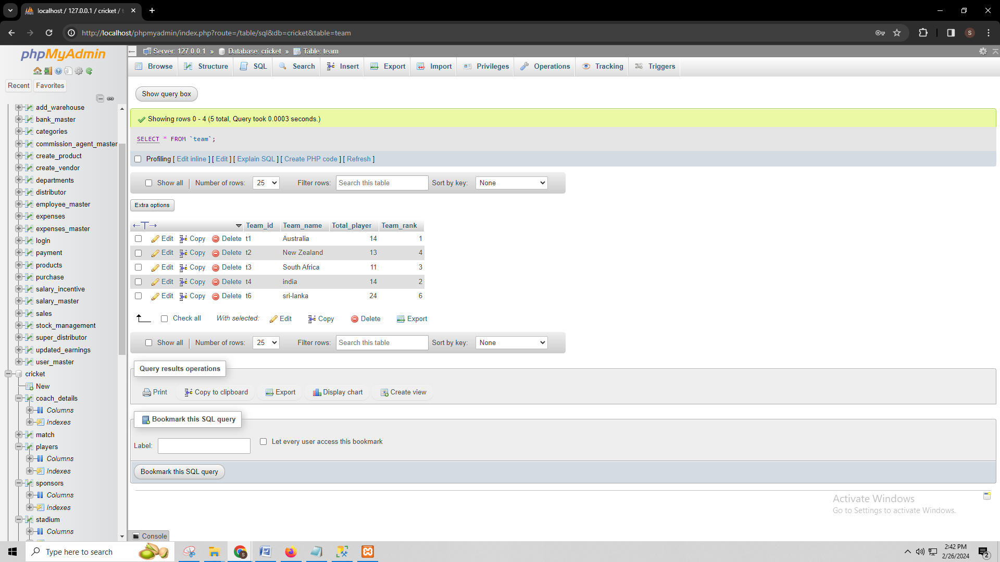 localhost / 127.0.0.1 / cricket / t
http://localhost/phpmyadmin/index.php?route=/table/sql&db=cricket&table=team
S
phpMyAdmin
Recent Favorites
add_warehouse
bank_master
categories
commission_agent_master
create_product
create_vendor
departments
distributor
employee_master
expenses
expenses_master
login
payment
products
purchase
salary_incentive
salary_master
sales
stock_management
super_distributor
updated_earnings
user_master
cricket
New
coach_details
Columns
Indexes
match
players
Columns
Indexes
sponsors
Columns
Indexes
stadium
Columns
Server: 127.0.0.1 » Database: cricket » Table: team
Browse Structure SQL Search Insert Export Import Privileges Operations Tracking Triggers
Show query box
Showing rows 0 - 4 (5 total, Query took 0.0003 seconds.)
SELECT * FROM `team`;
Profiling [ Edit inline ] [ Edit ] [ Explain SQL ] [ Create PHP code ] [ Refresh ]
Show all Number of rows: 25 Filter rows: Search this table Sort by key: None
Extra options
Team_id Team_name Total_player Team_rank
Edit Copy Delete t1 Australia 14 1
Edit Copy Delete t2 New Zealand 13 4
Edit Copy Delete t3 South Africa 11 3
Edit Copy Delete t4 india 14 2
Edit Copy Delete t6 sri-lanka 24 6
Check all With selected: Edit Copy Delete Export
Show all Number of rows: 25 Filter rows: Search this table Sort by key: None
Query results operations
Print Copy to clipboard Export Display chart Create view
Bookmark this SQL query
Label: Let every user access this bookmark
Bookmark this SQL query
Activate Windows
Go to Settings to activate Windows.
Console
Type here to search
2:42 PM
2/26/2024
2